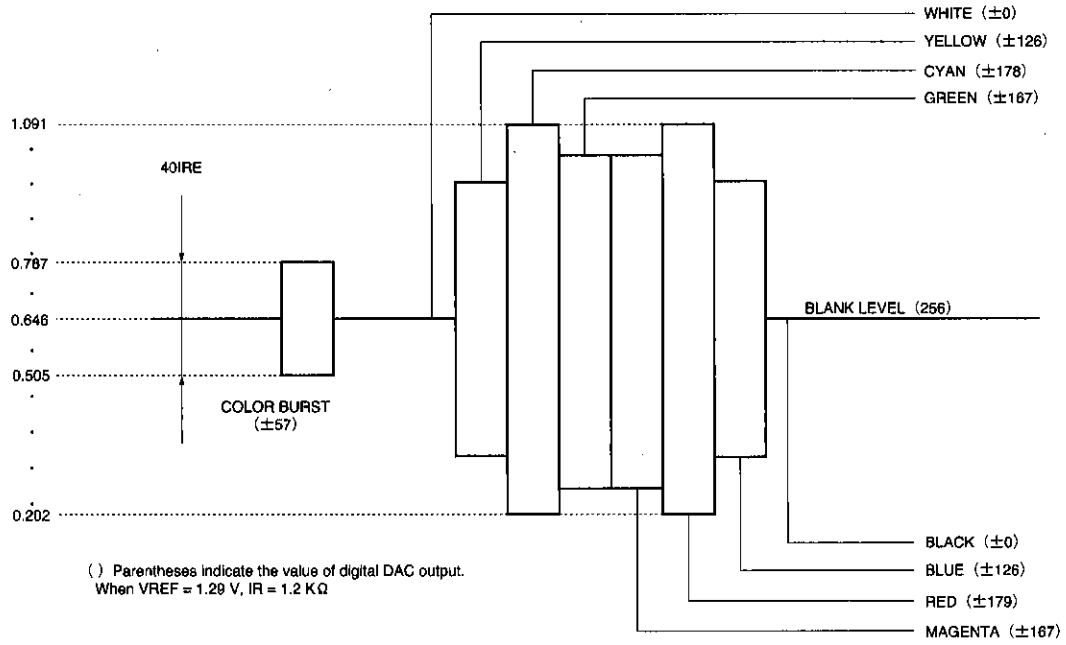 WHITE (±0)
YELLOW (±126)
CYAN (±178)
GREEN (±167)
1.091
40IRE
0.787
0.646
0.505
BLANK LEVEL (256)
COLOR BURST
(±57)
0.202
BLACK (±0)
BLUE (±126)
RED (±179)
MAGENTA (±167)
( ) Parentheses indicate the value of digital DAC output.
When VREF = 1.29 V, IR = 1.2 KΩ